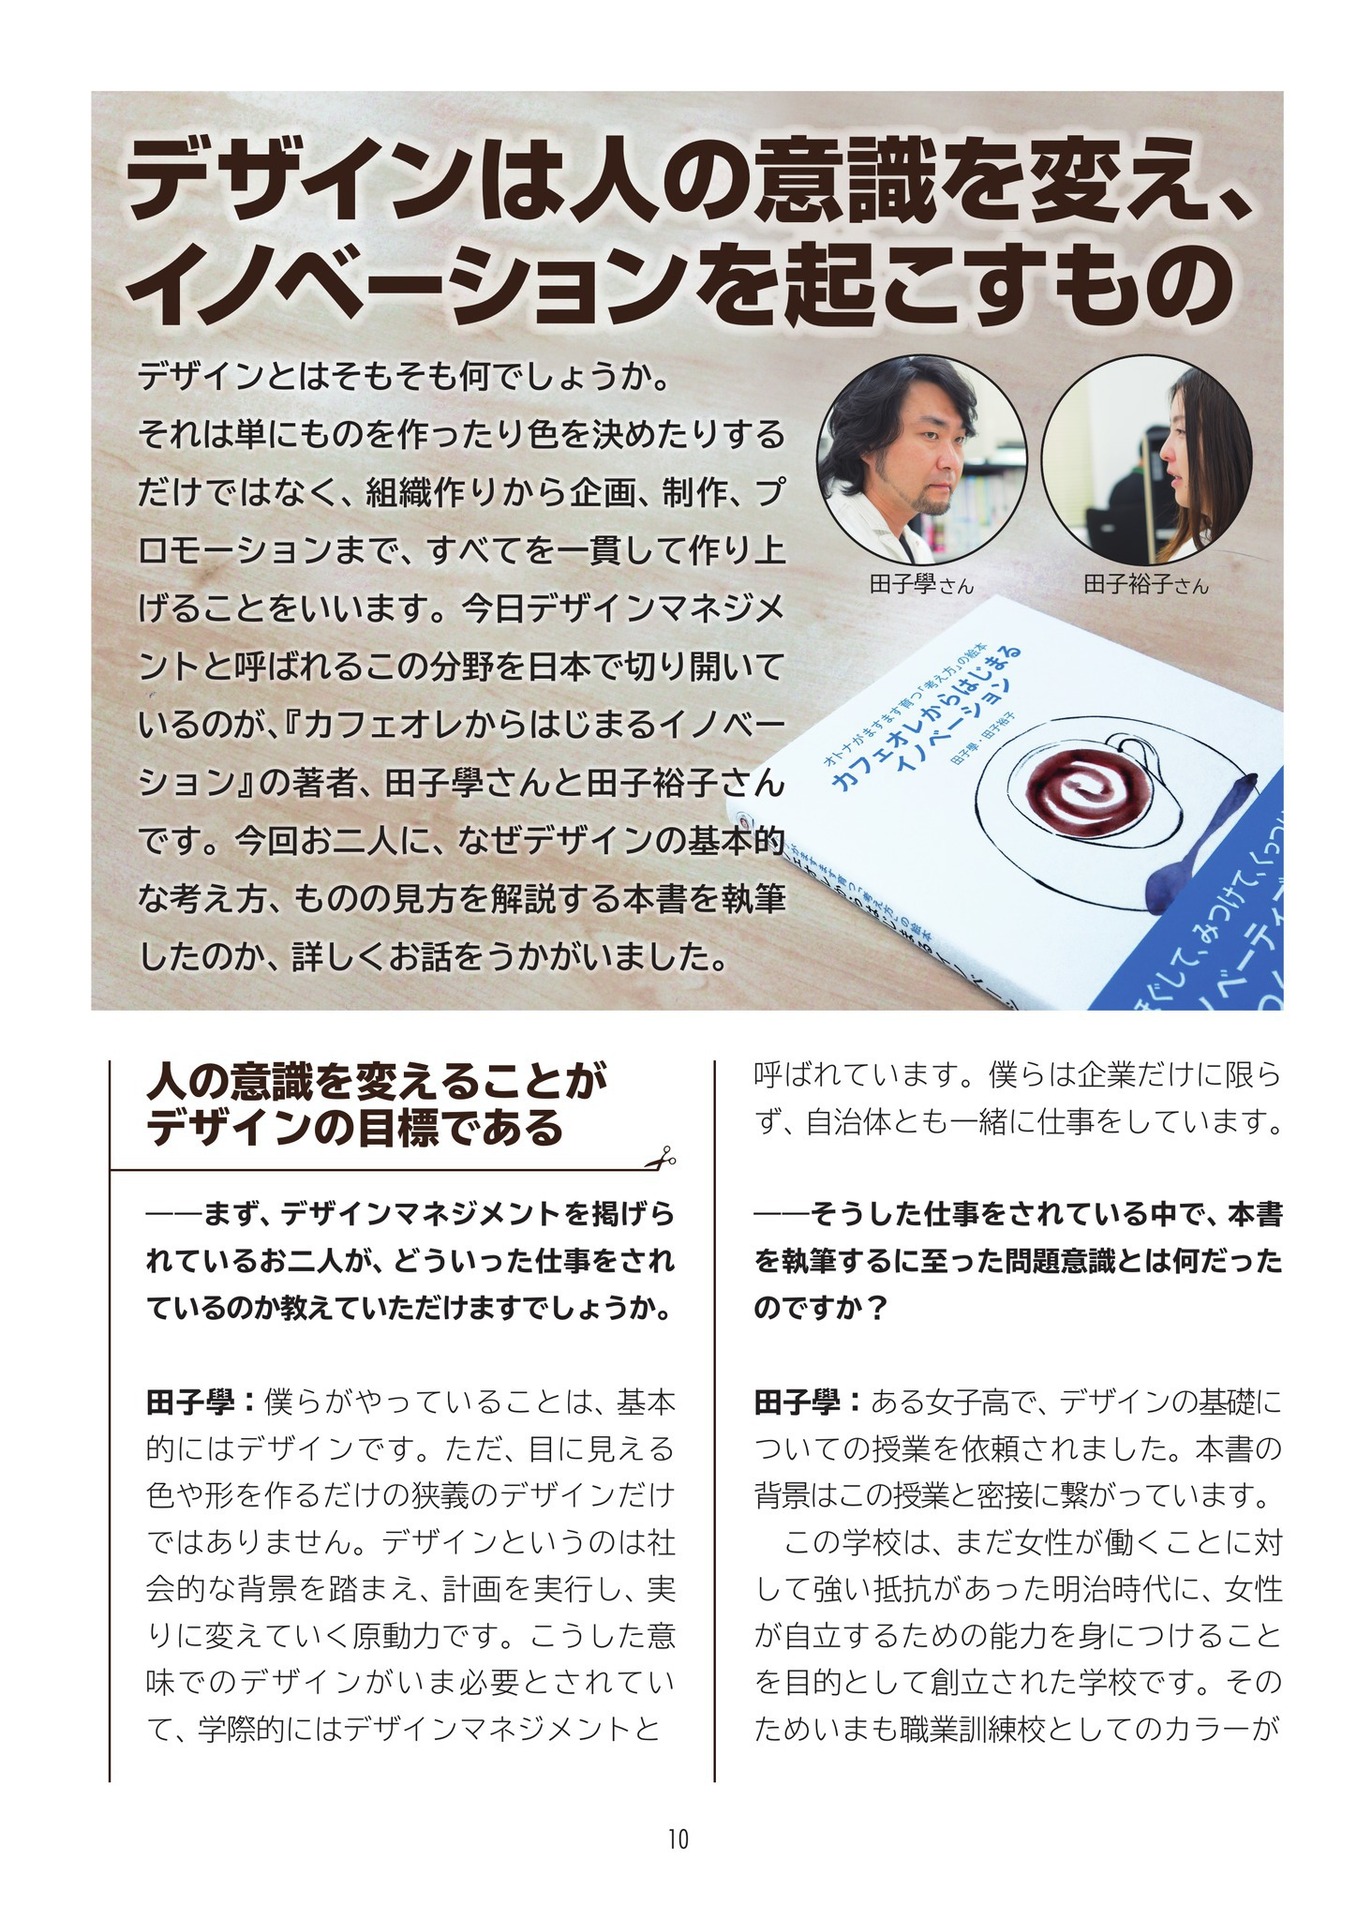 デザインは人の意識を変え、
イノベーションを起こすもの
デザインとはそもそも何でしょうか。
それは単にものを作ったり色を決めたりする
だけではなく、組織作りから企画、制作、プ
ロモーションまで、すべてを一貫して作り上
げることをいいます。今日デザインマネジメ
ントと呼ばれるこの分野を日本で切り開いて
いるのが、『カフェオレからはじまるイノベー
ション』の著者、田子學さんと田子裕子さん
です。今回お二人に、なぜデザインの基本的
な考え方、ものの見方を解説する本書を執筆
したのか、詳しくお話をうかがいました。
田子學さん
田子裕子さん
オトナがますます育つ「考え方」の絵本
カフェオレからはじまる
イノベーション
田子學・田子裕子
ほぐして、みつけて、くっつけ
人の意識を変えることが
デザインの目標である
――まず、デザインマネジメントを掲げら
れているお二人が、どういった仕事をされ
ているのか教えていただけますでしょうか。
田子學：僕らがやっていることは、基本
的にはデザインです。ただ、目に見える
色や形を作るだけの狭義のデザインだけ
ではありません。デザインというのは社
会的な背景を踏まえ、計画を実行し、実
りに変えていく原動力です。こうした意
味でのデザインがいま必要とされてい
て、学際的にはデザインマネジメントと
呼ばれています。僕らは企業だけに限ら
ず、自治体とも一緒に仕事をしています。
――そうした仕事をされている中で、本書
を執筆するに至った問題意識とは何だった
のですか？
田子學：ある女子高で、デザインの基礎に
ついての授業を依頼されました。本書の
背景はこの授業と密接に繋がっています。
この学校は、まだ女性が働くことに対
して強い抵抗があった明治時代に、女性
が自立するための能力を身につけること
を目的として創立された学校です。その
ためいまも職業訓練校としてのカラーが
10